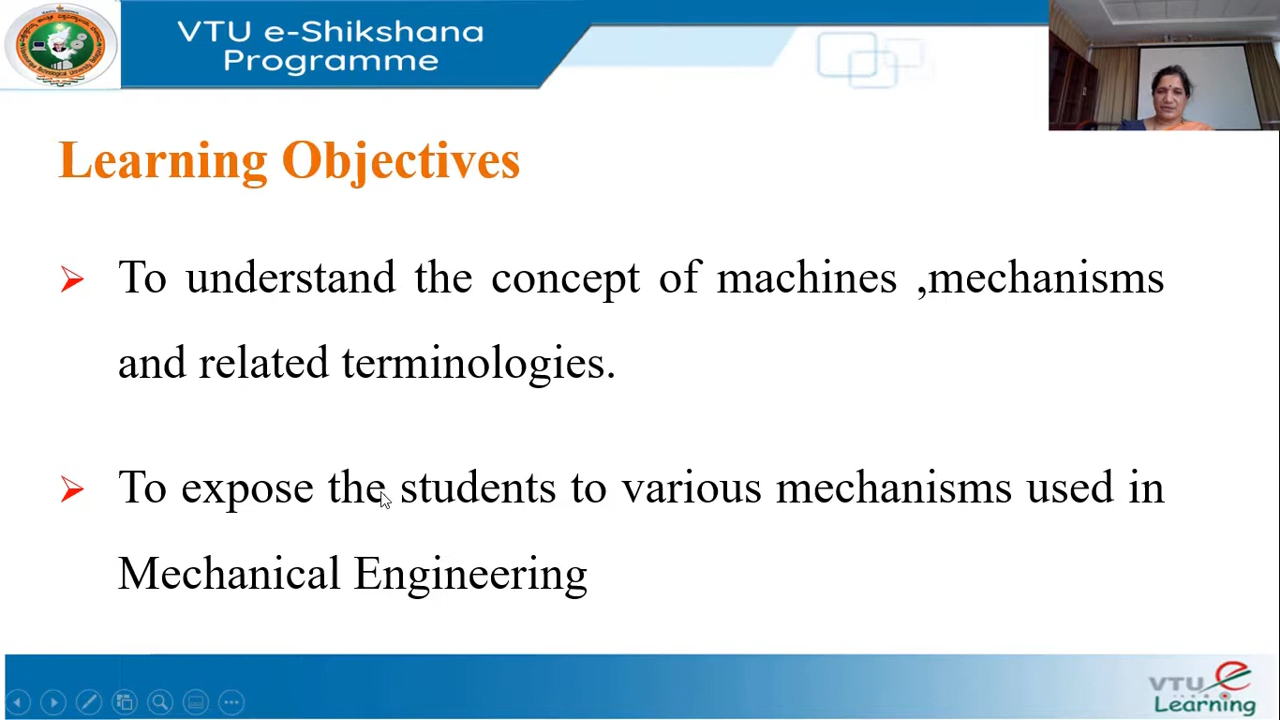 VTU e-Shikshana
Programme
Learning Objectives
To understand the concept of machines ,mechanisms
and related terminologies.
To expose the students to various mechanisms used in
Mechanical Engineering
VTU e
Learning